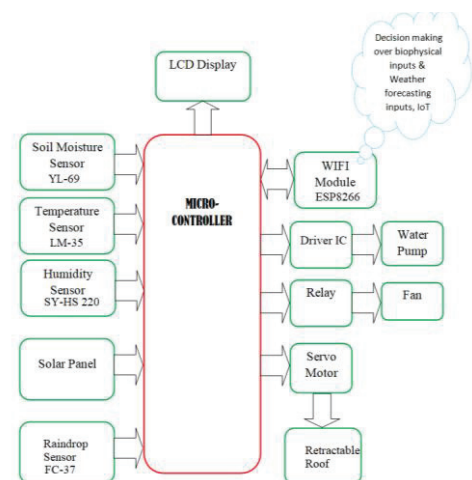 Decision making
over biophysical
inputs &
Weather
forecasting
inputs, IoT
LCD Display
Soil Moisture
Sensor
YL-69
Temperature
Sensor
LM-35
Humidity
Sensor
SY-HS 220
Solar Panel
Raindrop
Sensor
FC-37
MICRO-
CONTROLLER
WIFI
Module
ESP8266
Driver IC
Water
Pump
Relay
Fan
Servo
Motor
Retractable
Roof